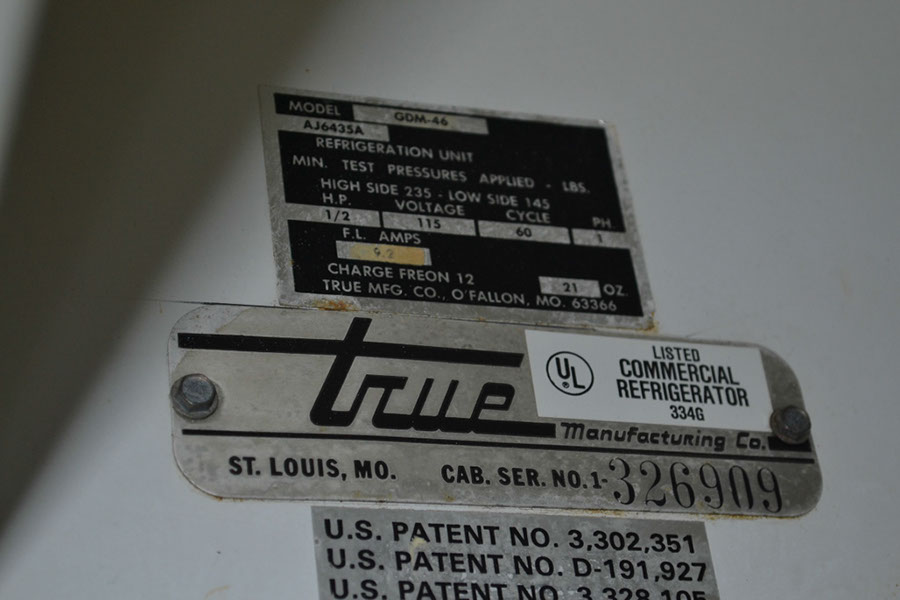 MODEL GDM-46
AJ6435A
REFRIGERATION UNIT
MIN. TEST PRESSURES APPLIED - LBS.
HIGH SIDE 235 - LOW SIDE 145
H.P. VOLTAGE CYCLE PH
1/2 115 60 1
F.L. AMPS
9.2
CHARGE FREON 12 21 OZ.
TRUE MFG. CO., O'FALLON, MO. 63366
true
UL
LISTED
COMMERCIAL
REFRIGERATOR
334G
Manufacturing Co.
ST. LOUIS, MO. CAB. SER. NO. 1-326909
U.S. PATENT NO. 3,302,351
U.S. PATENT NO. D-191,927
U.S. PATENT NO. 3,328,105